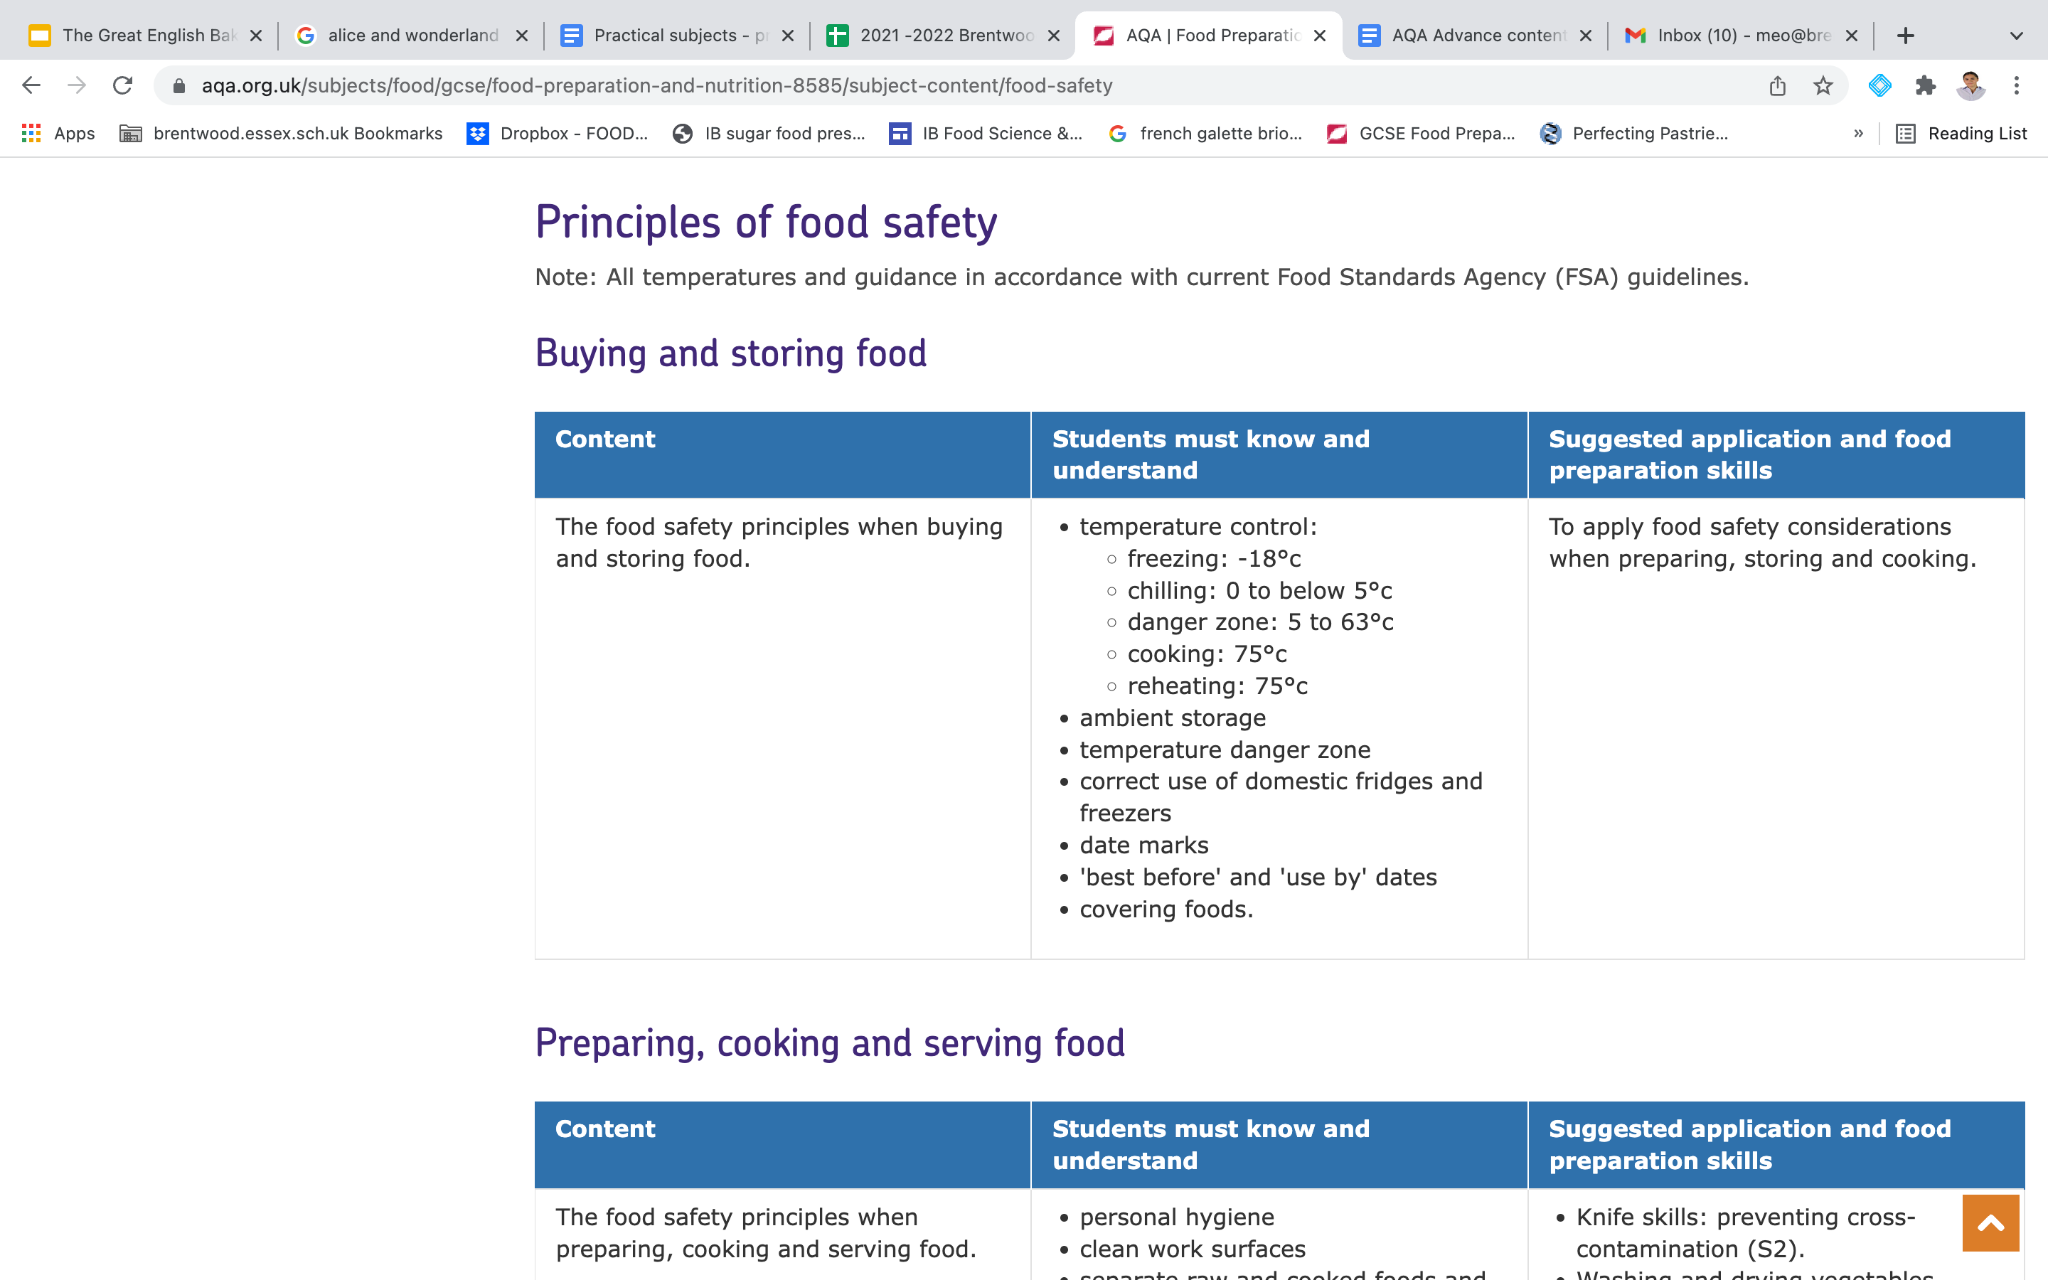 The Great English Bak
alice and wonderland
Practical subjects - p
2021 -2022 Brentwoo
AQA | Food Preparatio
AQA Advance content
Inbox (10) - meo@bre
aqa.org.uk/subjects/food/gcse/food-preparation-and-nutrition-8585/subject-content/food-safety
Apps
brentwood.essex.sch.uk Bookmarks
Dropbox - FOOD...
IB sugar food pres...
IB Food Science &...
french galette brio...
GCSE Food Prepa...
Perfecting Pastrie...
»
Reading List
Principles of food safety
Note: All temperatures and guidance in accordance with current Food Standards Agency (FSA) guidelines.
Buying and storing food
Content
Students must know and
understand
Suggested application and food
preparation skills
The food safety principles when buying
and storing food.
• temperature control:
◦ freezing: -18°c
◦ chilling: 0 to below 5°c
◦ danger zone: 5 to 63°c
◦ cooking: 75°c
◦ reheating: 75°c
• ambient storage
• temperature danger zone
• correct use of domestic fridges and
freezers
• date marks
• 'best before' and 'use by' dates
• covering foods.
To apply food safety considerations
when preparing, storing and cooking.
Preparing, cooking and serving food
Content
Students must know and
understand
Suggested application and food
preparation skills
The food safety principles when
preparing, cooking and serving food.
• personal hygiene
• clean work surfaces
• separate raw and cooked foods and
• Knife skills: preventing cross-
contamination (S2).
• Washing and drying vegetables